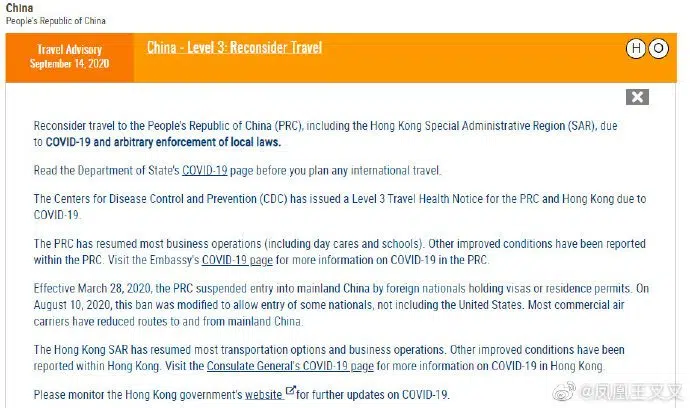 China
People's Republic of China
Travel Advisory
September 14, 2020
China - Level 3: Reconsider Travel
H O
Reconsider travel to the People's Republic of China (PRC), including the Hong Kong Special Administrative Region (SAR), due
to COVID-19 and arbitrary enforcement of local laws.
Read the Department of State's COVID-19 page before you plan any international travel.
The Centers for Disease Control and Prevention (CDC) has issued a Level 3 Travel Health Notice for the PRC and Hong Kong due to
COVID-19.
The PRC has resumed most business operations (including day cares and schools). Other improved conditions have been reported
within the PRC. Visit the Embassy's COVID-19 page for more information on COVID-19 in the PRC.
Effective March 28, 2020, the PRC suspended entry into mainland China by foreign nationals holding visas or residence permits. On
August 10, 2020, this ban was modified to allow entry of some nationals, not including the United States. Most commercial air
carriers have reduced routes to and from mainland China.
The Hong Kong SAR has resumed most transportation options and business operations. Other improved conditions have been
reported within Hong Kong. Visit the Consulate General's COVID-19 page for more information on COVID-19 in Hong Kong.
Please monitor the Hong Kong government's website for further updates on COVID-19.
@凤凰王又又